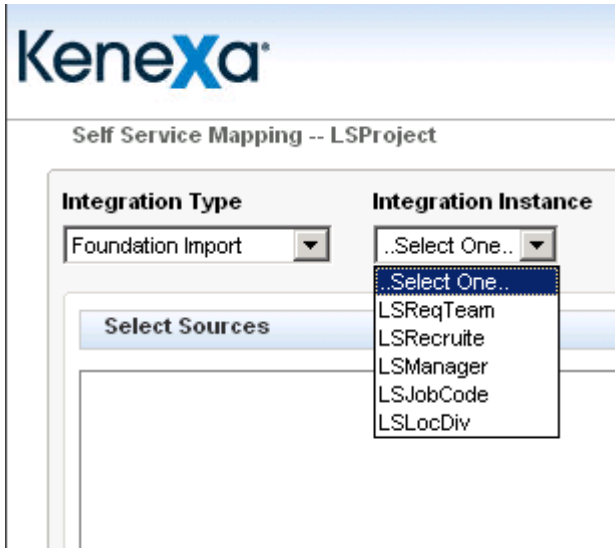 Kenexa
Self Service Mapping -- LSProject
Integration Type Integration Instance
Foundation Import ..Select One..
..Select One..
Select Sources
LSReqTeam
LSRecruite
LSManager
LSJobCode
LSLocDiv